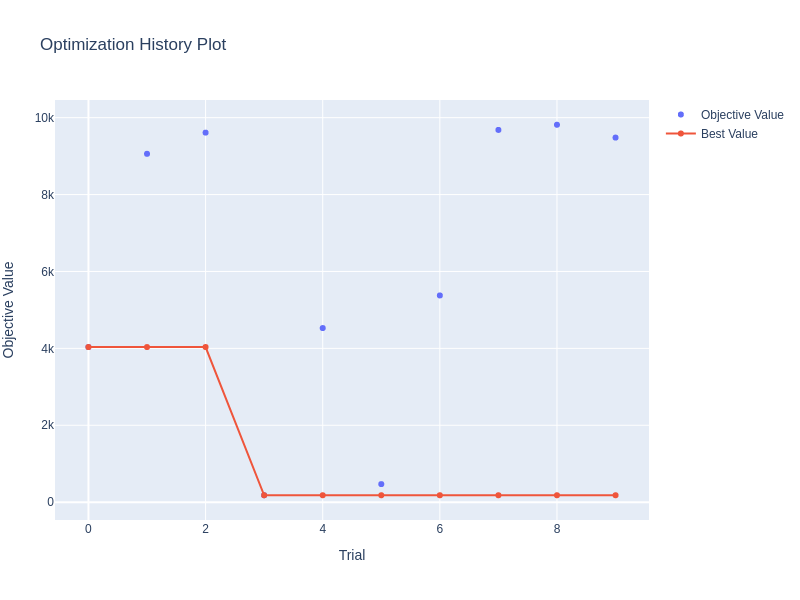 Optimization History Plot
Objective Value
Best Value
10k
8k
6k
4k
2k
0
Objective Value
0 2 4 6 8
Trial